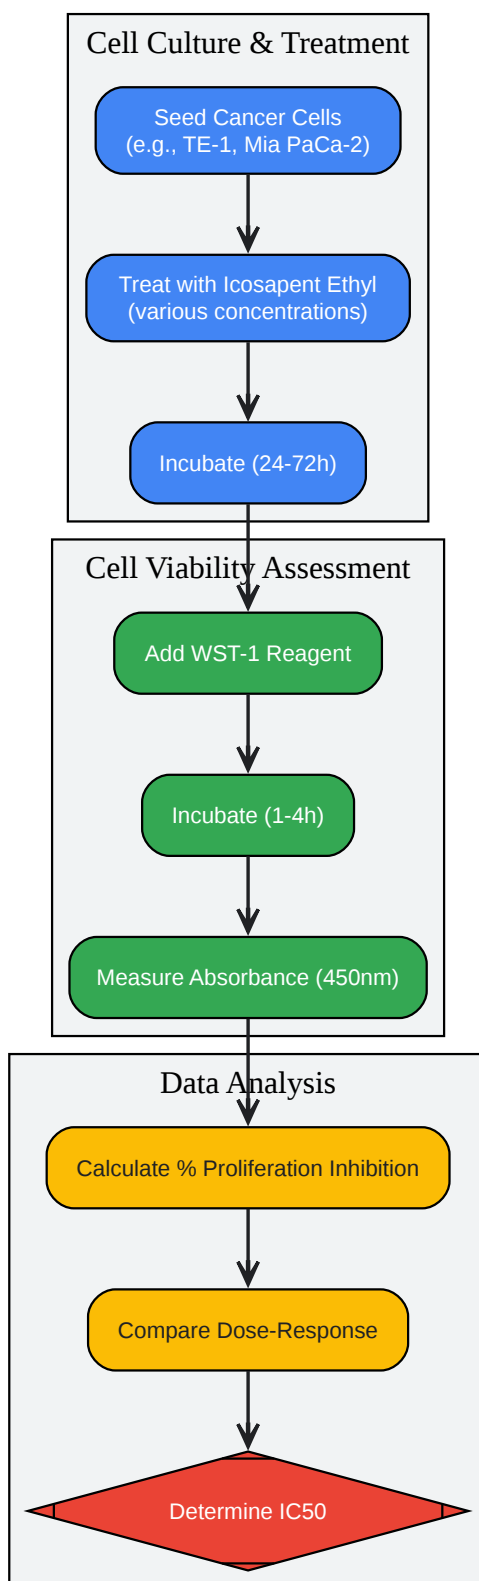 Cell Culture & Treatment
Seed Cancer Cells
(e.g., TE-1, Mia PaCa-2)
Treat with Icosapent Ethyl
(various concentrations)
Incubate (24-72h)
Cell Viability Assessment
Add WST-1 Reagent
Incubate (1-4h)
Measure Absorbance (450nm)
Data Analysis
Calculate % Proliferation Inhibition
Compare Dose-Response
Determine IC50